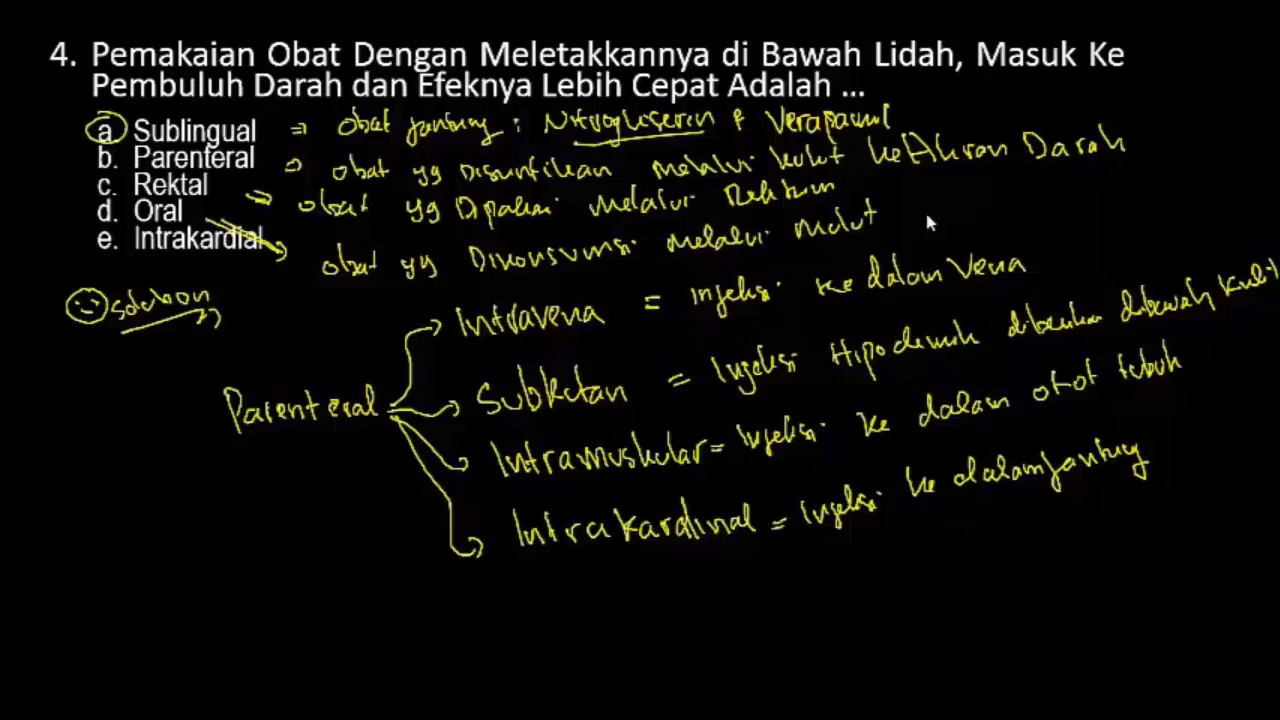 4. Pemakaian Obat Dengan Meletakkannya di Bawah Lidah, Masuk Ke
Pembuluh Darah dan Efeknya Lebih Cepat Adalah ...
a. Sublingual = obat jantung : Nitrogliserin & Verapamil
b. Parenteral = obat yg Disuntikan melalui kulit ke Aliran Darah
c. Rektal => obat yg Dipakai melalui Rektum
d. Oral => obat yg Dikonsumsi melalui mulut
e. Intrakardial
Parenteral
Intravena = injeksi ke dalam Vena
Subkutan = Injeksi Hipodermik dibawah kulit
Intramuskular = injeksi ke dalam otot tubuh
Intrakardinal = injeksi ke dalam jantung